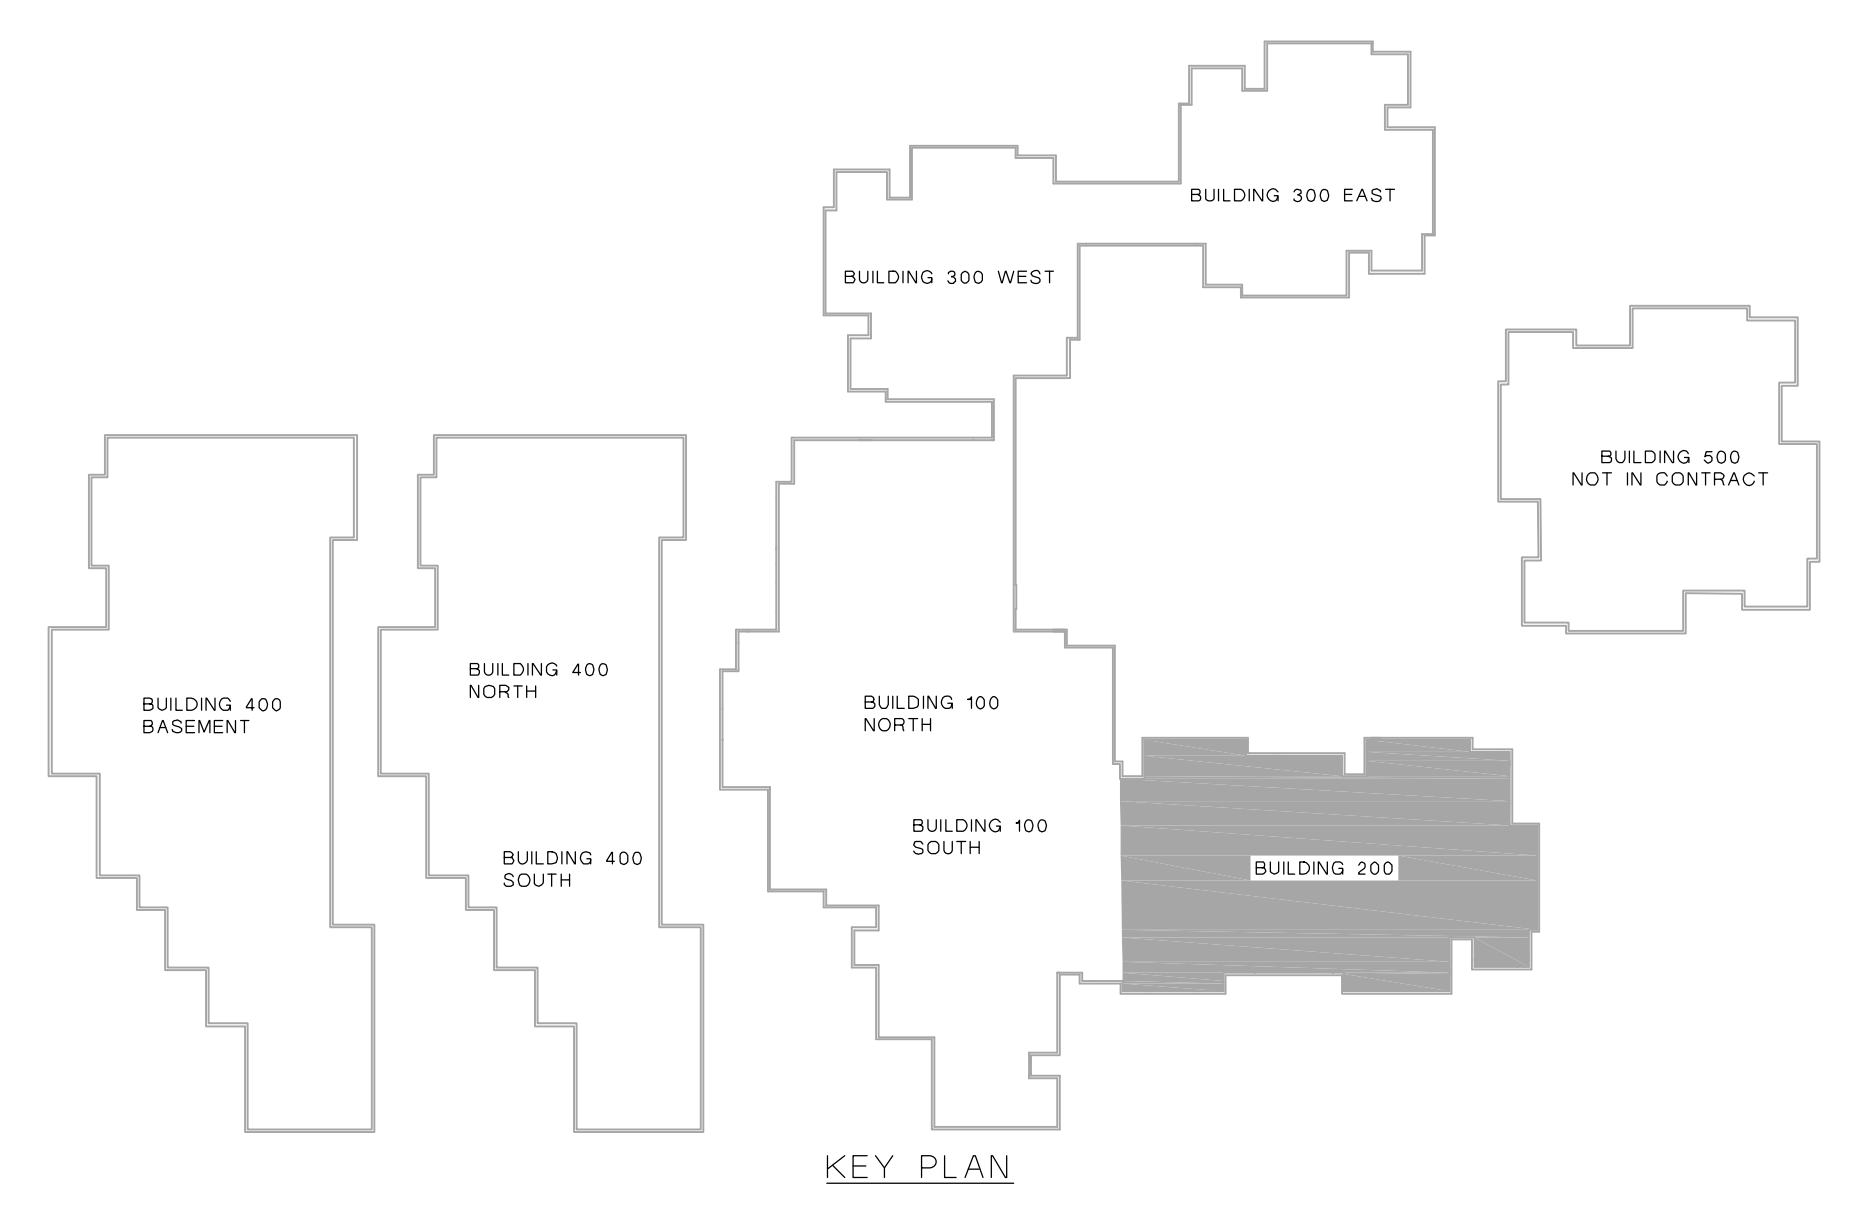 BUILDING 300 EAST
BUILDING 300 WEST
BUILDING 500
NOT IN CONTRACT
BUILDING 400
NORTH
BUILDING 400
BASEMENT
BUILDING 100
NORTH
BUILDING 100
SOUTH
BUILDING 400
SOUTH
BUILDING 200
KEY PLAN